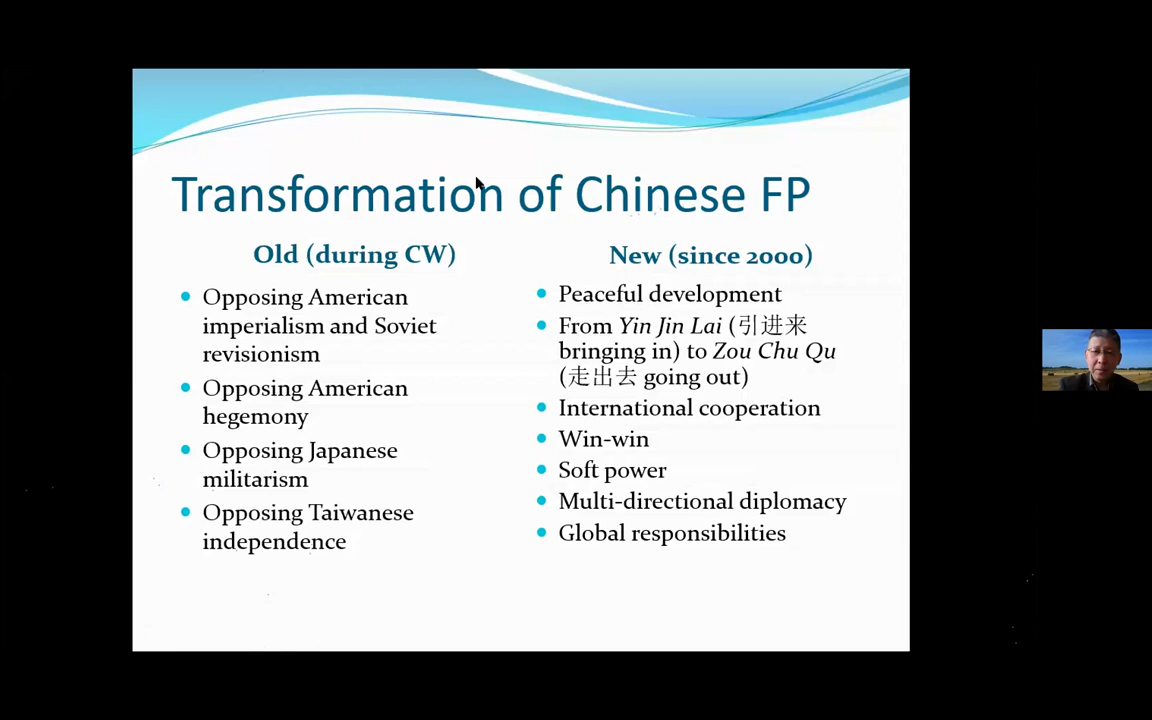 Transformation of Chinese FP
Old (during CW)
Opposing American
imperialism and Soviet
revisionism
Opposing American
hegemony
Opposing Japanese
militarism
Opposing Taiwanese
independence
New (since 2000)
Peaceful development
From Yin Jin Lai (引进来
bringing in) to Zou Chu Qu
(走出去 going out)
International cooperation
Win-win
Soft power
Multi-directional diplomacy
Global responsibilities